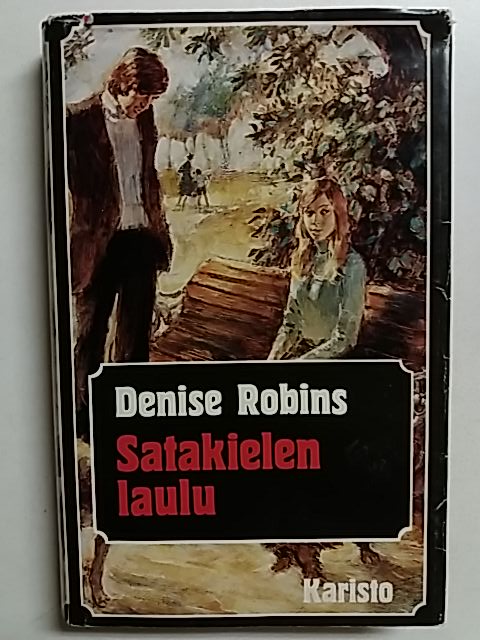 Denise Robins
Satakielen
laulu
Karisto